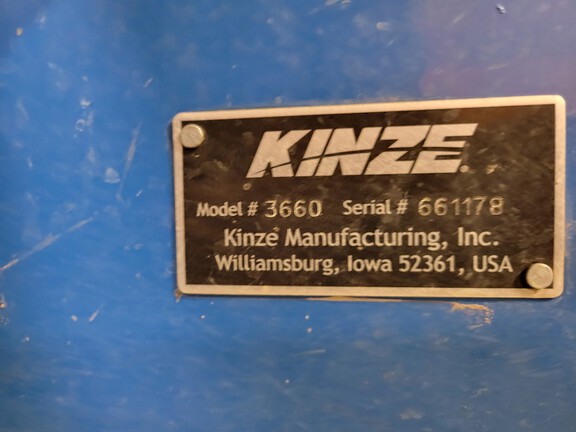 KINZE®
Model # 3660 Serial # 661178
Kinze Manufacturing, Inc.
Williamsburg, Iowa 52361, USA